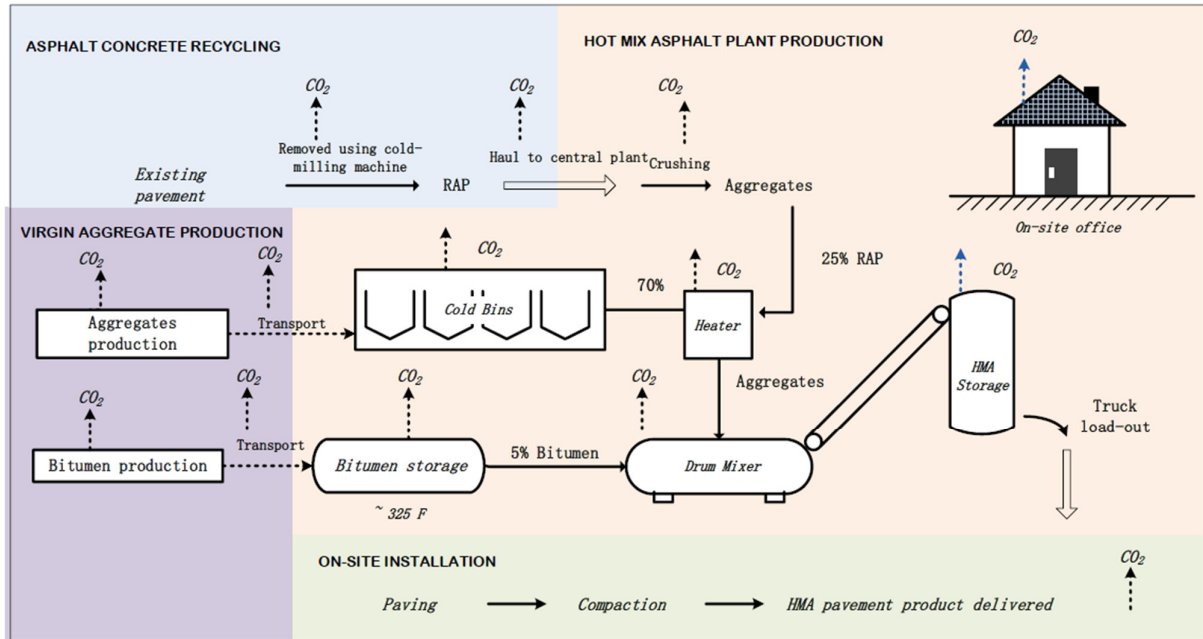 ASPHALT CONCRETE RECYCLING
HOT MIX ASPHALT PLANT PRODUCTION
CO2
CO2
CO2
CO2
Removed using cold-
milling machine
Haul to central plant
Crushing
Existing
pavement
RAP
Aggregates
On-site office
VIRGIN AGGREGATE PRODUCTION
CO2
CO2
CO2
CO2
CO2
25% RAP
70%
Cold Bins
Heater
Aggregates
production
Transport
Aggregates
HMA
Storage
CO2
CO2
CO2
CO2
Truck
load-out
Transport
5% Bitumen
Bitumen production
Bitumen storage
Drum Mixer
~ 325 F
ON-SITE INSTALLATION
CO2
Paving
Compaction
HMA pavement product delivered